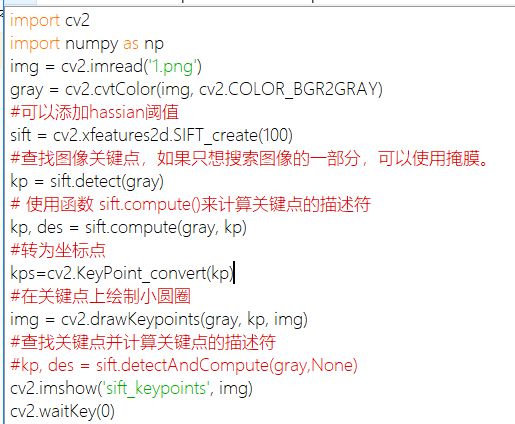 import cv2
import numpy as np
img = cv2.imread('1.png')
gray = cv2.cvtColor(img, cv2.COLOR_BGR2GRAY)
#可以添加hassian阈值
sift = cv2.xfeatures2d.SIFT_create(100)
#查找图像关键点，如果只想搜索图像的一部分，可以使用掩膜。
kp = sift.detect(gray)
# 使用函数 sift.compute()来计算关键点的描述符
kp, des = sift.compute(gray, kp)
#转为坐标点
kps=cv2.KeyPoint_convert(kp)
#在关键点上绘制小圆圈
img = cv2.drawKeypoints(gray, kp, img)
#查找关键点并计算关键点的描述符
#kp, des = sift.detectAndCompute(gray,None)
cv2.imshow('sift_keypoints', img)
cv2.waitKey(0)